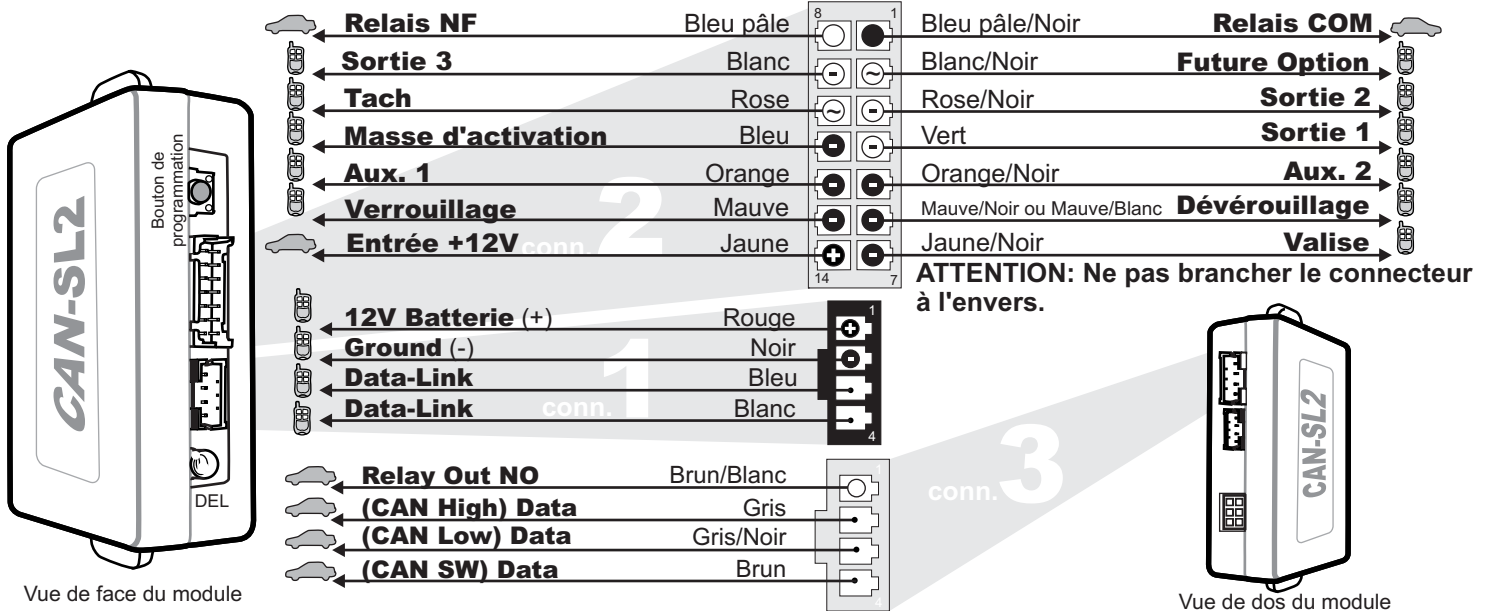 8 1
Relais NF Bleu pâle Bleu pâle/Noir Relais COM
Sortie 3 Blanc Blanc/Noir Future Option
Tach Rose Rose/Noir Sortie 2
Masse d'activation Bleu Vert Sortie 1
Aux. 1 Orange Orange/Noir Aux. 2
Verrouillage Mauve Mauve/Noir ou Mauve/Blanc Dévérouillage
Entrée +12V Jaune Jaune/Noir Valise
conn. 2
14 7
ATTENTION: Ne pas brancher le connecteur
à l'envers.
Bouton de
programmation
CAN-SL2
DEL
Vue de face du module
1
12V Batterie (+) Rouge
Ground (-) Noir
Data-Link Bleu
Data-Link Blanc
conn. 1
4
1
Relay Out NO Brun/Blanc
(CAN High) Data Gris
(CAN Low) Data Gris/Noir
(CAN SW) Data Brun
4
conn. 3
CAN-SL2
Vue de dos du module